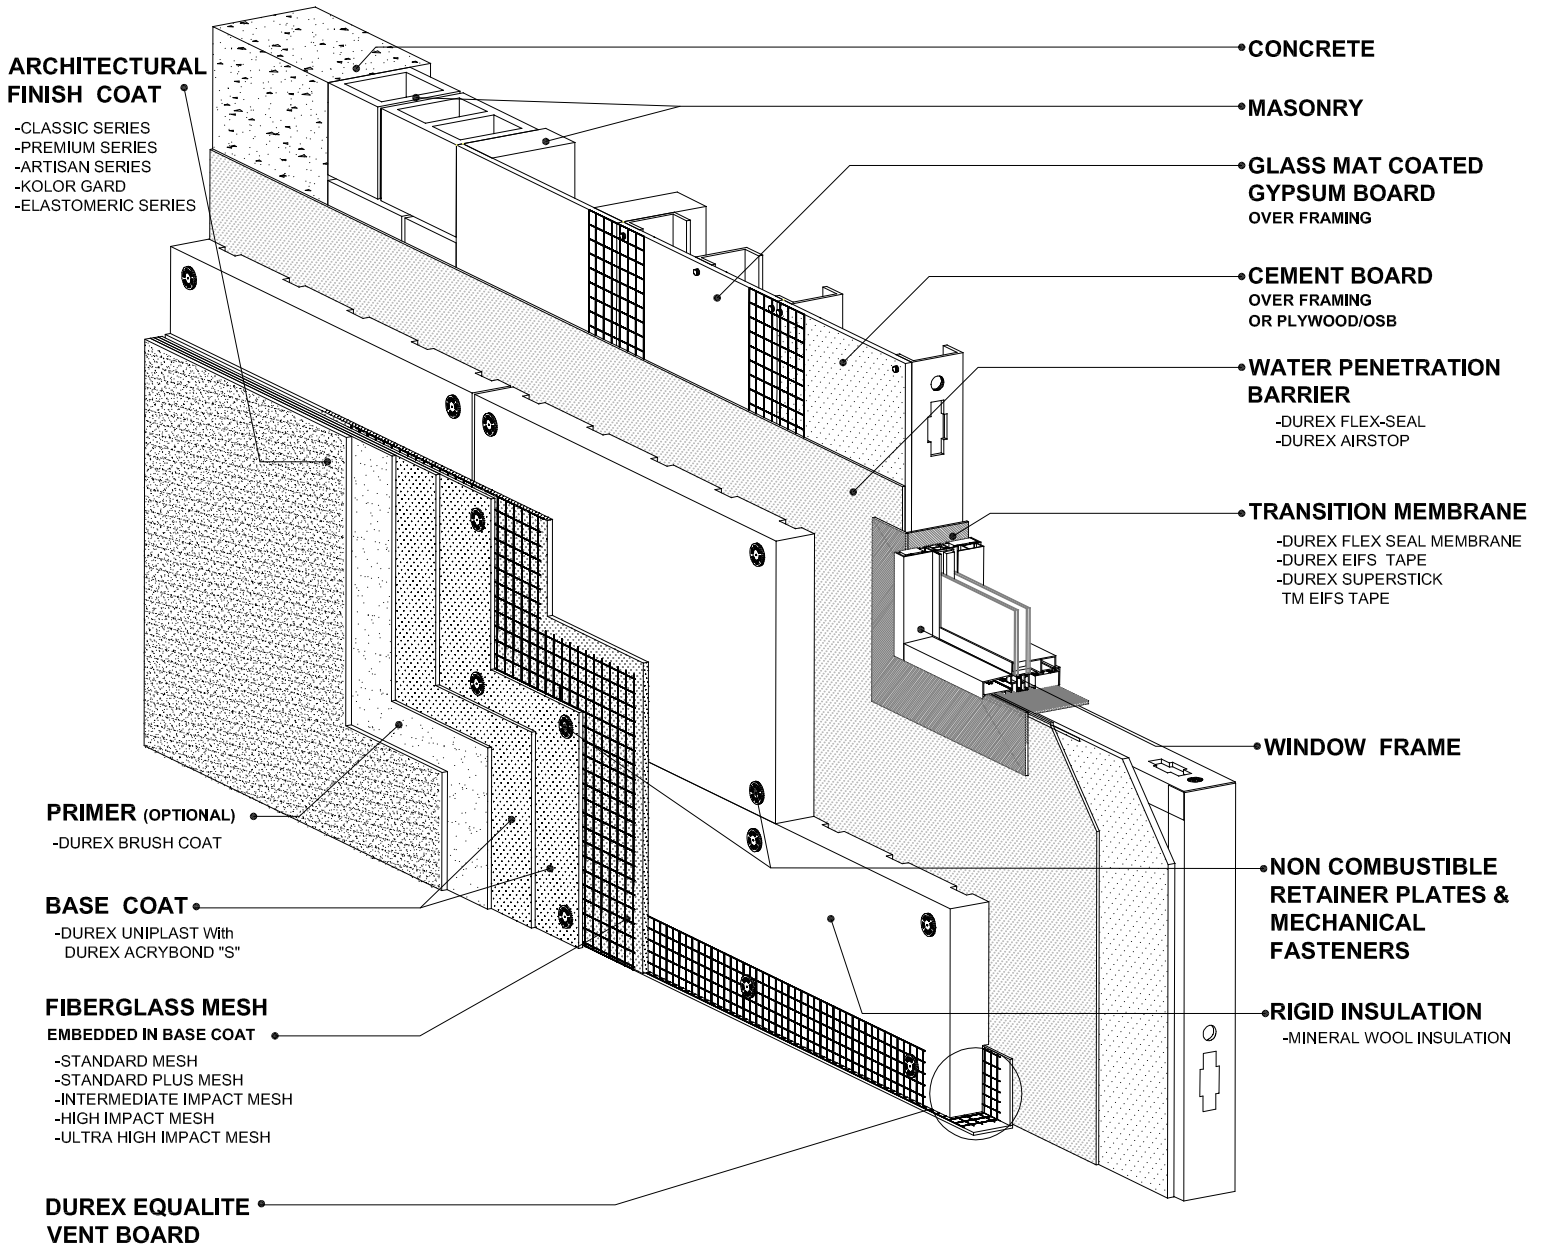 ARCHITECTURAL
FINISH COAT
-CLASSIC SERIES
-PREMIUM SERIES
-ARTISAN SERIES
-KOLOR GARD
-ELASTOMERIC SERIES
PRIMER (OPTIONAL)
-DUREX BRUSH COAT
BASE COAT
-DUREX UNIPLAST With
DUREX ACRYBOND "S"
FIBERGLASS MESH
EMBEDDED IN BASE COAT
-STANDARD MESH
-STANDARD PLUS MESH
-INTERMEDIATE IMPACT MESH
-HIGH IMPACT MESH
-ULTRA HIGH IMPACT MESH
DUREX EQUALITE
VENT BOARD
CONCRETE
MASONRY
GLASS MAT COATED
GYPSUM BOARD
OVER FRAMING
CEMENT BOARD
OVER FRAMING
OR PLYWOOD/OSB
WATER PENETRATION
BARRIER
-DUREX FLEX-SEAL
-DUREX AIRSTOP
TRANSITION MEMBRANE
-DUREX FLEX SEAL MEMBRANE
-DUREX EIFS TAPE
-DUREX SUPERSTICK
TM EIFS TAPE
WINDOW FRAME
NON COMBUSTIBLE
RETAINER PLATES &
MECHANICAL
FASTENERS
RIGID INSULATION
-MINERAL WOOL INSULATION